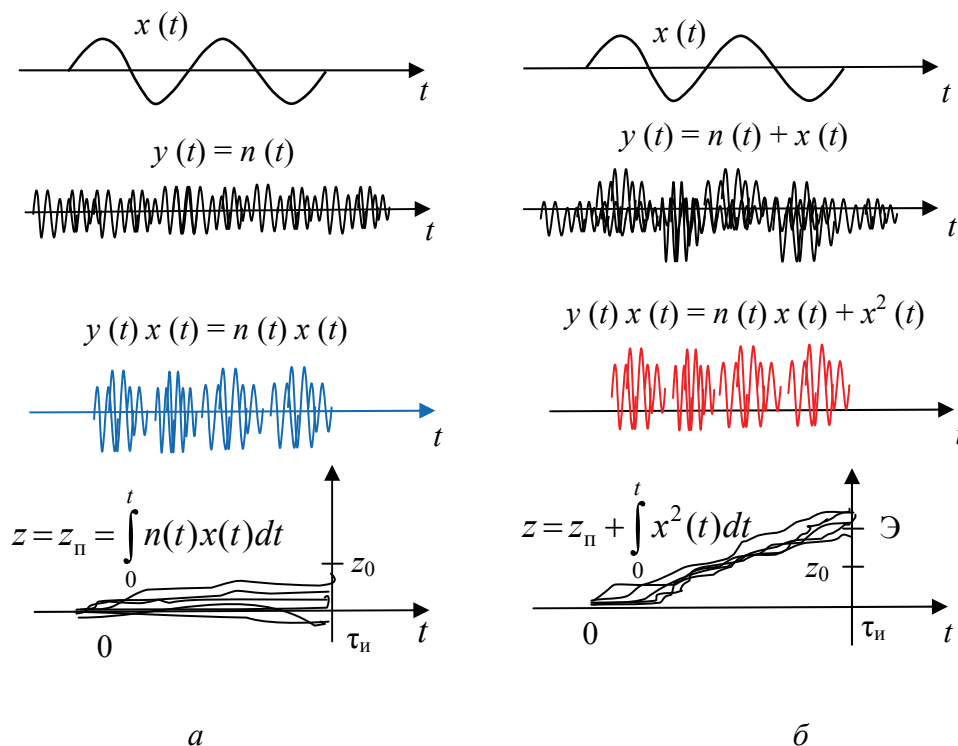 x (t)
t
y (t) = n (t)
t
y (t) x (t) = n (t) x (t)
t
z = zп = ∫₀ᵗ n(t)x(t)dt
z₀
0
τи
t
а
x (t)
t
y (t) = n (t) + x (t)
t
y (t) x (t) = n (t) x (t) + x² (t)
t
z = zп + ∫₀ᵗ x²(t)dt
Э
z₀
0
τи
t
б